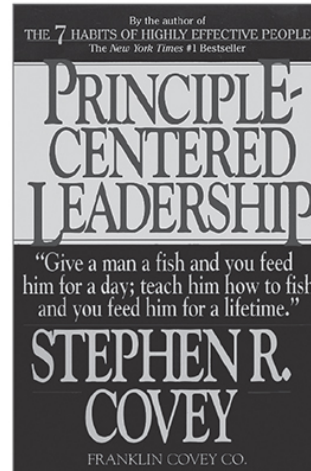 By the author of
THE 7 HABITS OF HIGHLY EFFECTIVE PEOPLE
The New York Times #1 Bestseller
PRINCIPLE-
CENTERED
LEADERSHIP
“Give a man a fish and you feed
him for a day; teach him how to fish
and you feed him for a lifetime.”
STEPHEN R.
COVEY
FRANKLIN COVEY CO.